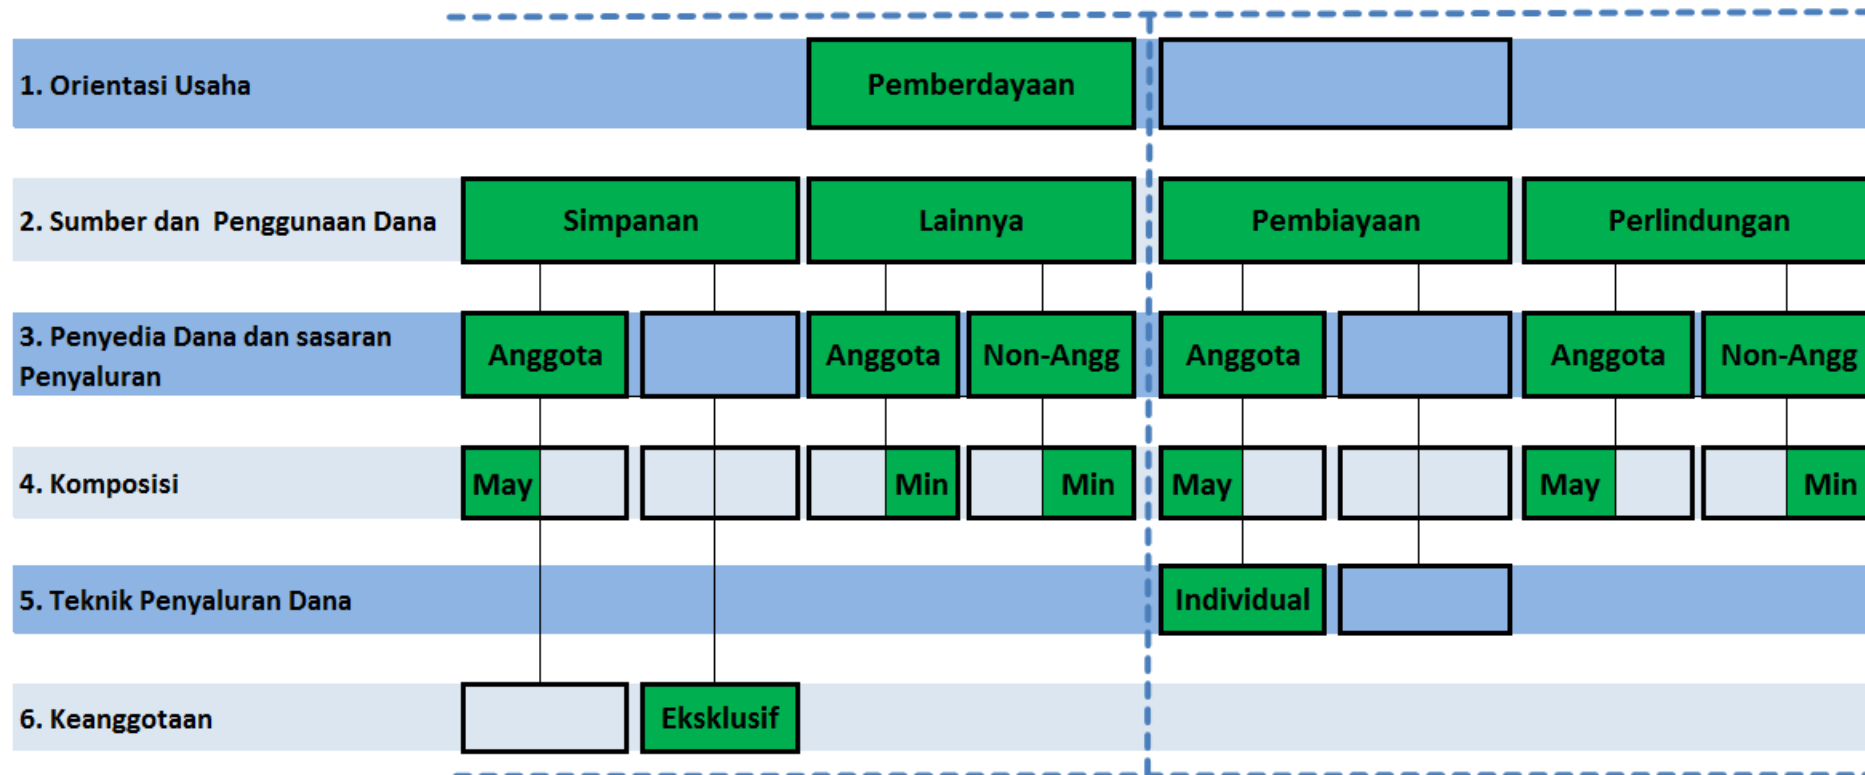 1. Orientasi Usaha
Pemberdayaan
2. Sumber dan Penggunaan Dana
Simpanan
Lainnya
Pembiayaan
Perlindungan
3. Penyedia Dana dan sasaran
Penyaluran
Anggota
Anggota
Non-Angg
Anggota
Anggota
Non-Angg
4. Komposisi
May
Min
Min
May
May
Min
5. Teknik Penyaluran Dana
Individual
6. Keanggotaan
Eksklusif